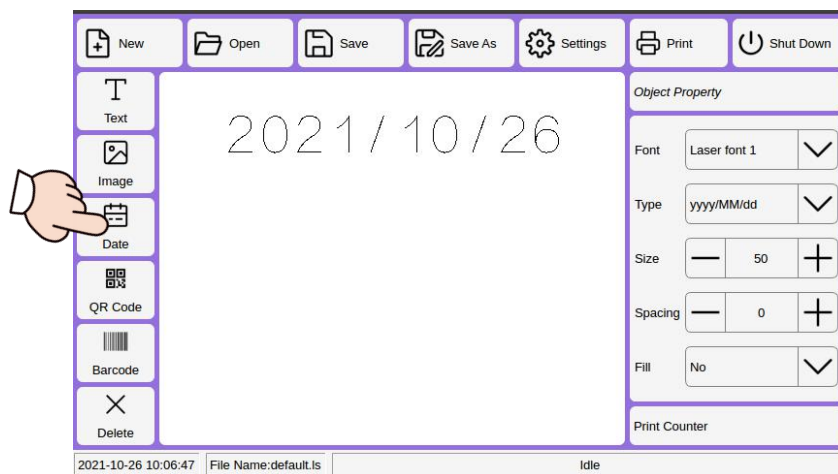 New Open Save Save As Settings Print Shut Down
Text
Image
Date
QR Code
Barcode
Delete
2021/10/26
Object Property
Font Laser font 1
Type yyyy/MM/dd
Size 50
Spacing 0
Fill No
Print Counter
2021-10-26 10:06:47 File Name:default.ls Idle